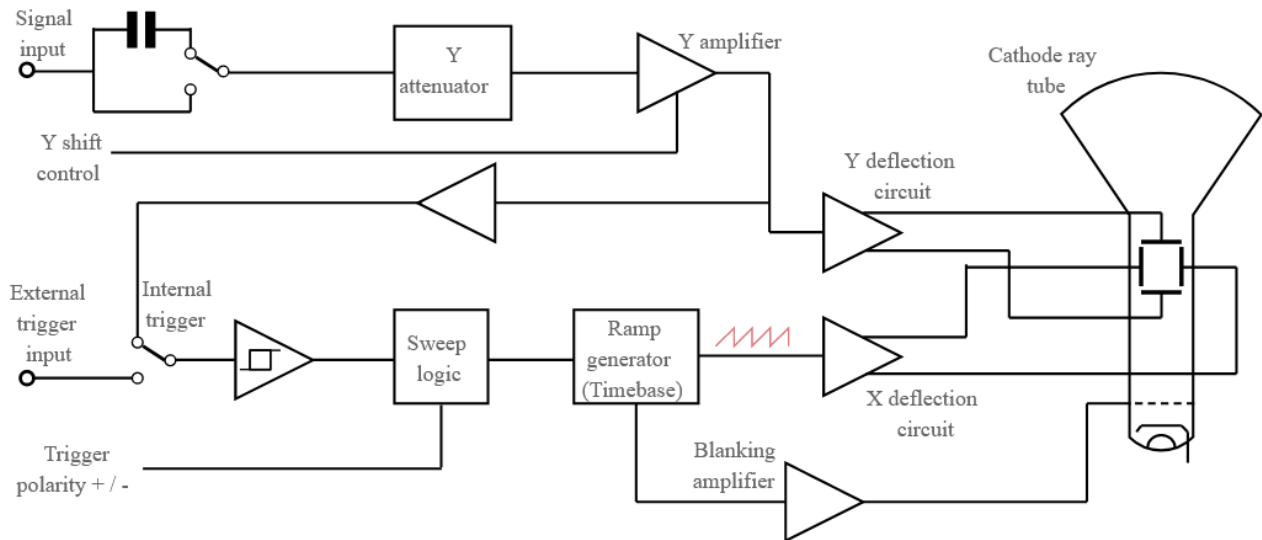 Signal
input
Y
attenuator
Y amplifier
Cathode ray
tube
Y shift
control
Y deflection
circuit
External
trigger
input
Internal
trigger
Sweep
logic
Ramp
generator
(Timebase)
X deflection
circuit
Trigger
polarity + / -
Blanking
amplifier